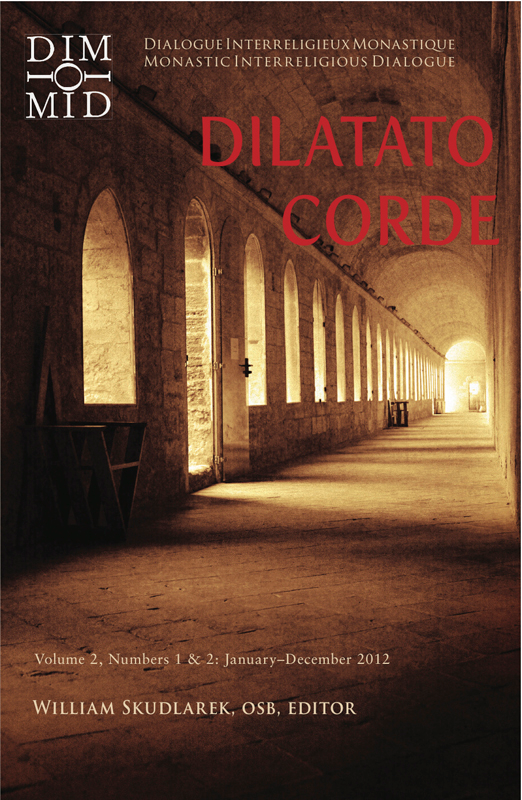 DIM
MID
DIALOGUE INTERRELIGIEUX MONASTIQUE
MONASTIC INTERRELIGIOUS DIALOGUE
DILATATO
CORDE
Volume 2, Numbers 1 & 2: January–December 2012
WILLIAM SKUDLAREK, OSB, EDITOR